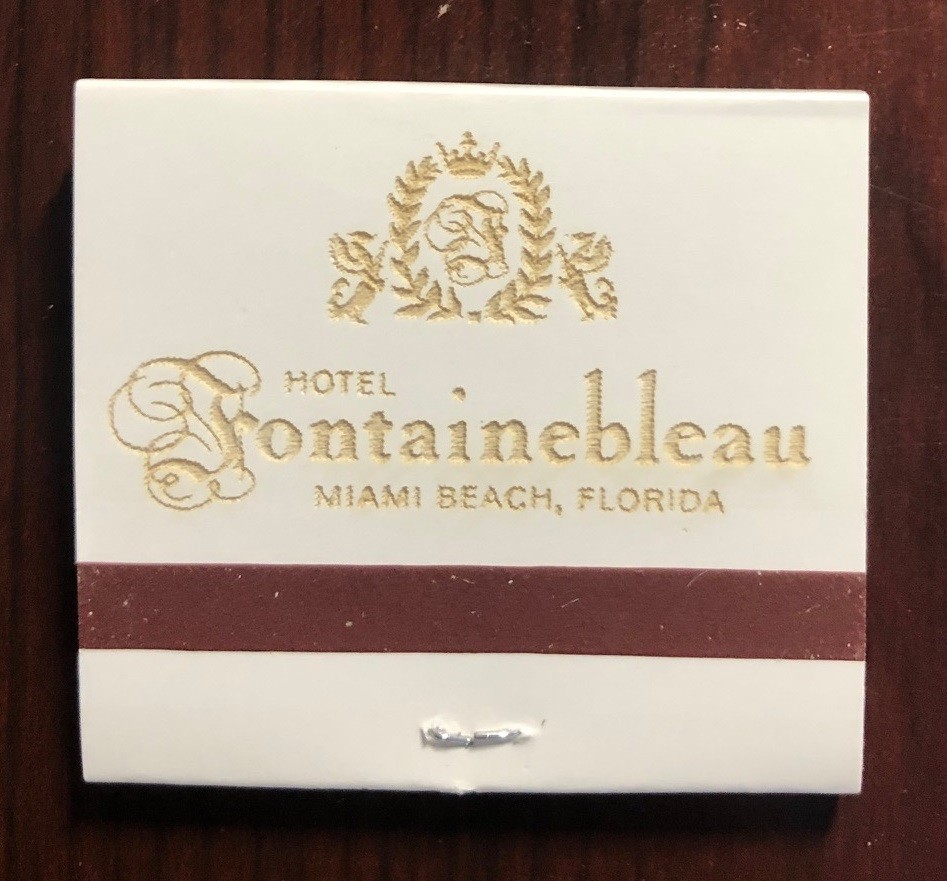 F
HOTEL
Fontainebleau
MIAMI BEACH, FLORIDA